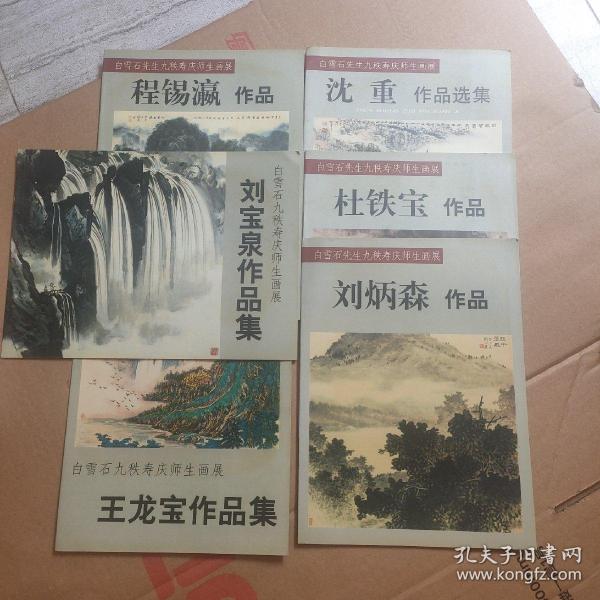 白雪石先生九秩寿庆师生画展
程锡瀛 作品
白雪石先生九秩寿庆师生画展
沈重 作品选集
白雪石九秩寿庆师生画展
刘宝泉作品集
白雪石先生九秩寿庆师生画展
杜铁宝 作品
白雪石先生九秩寿庆师生画展
刘炳森 作品
白雪石九秩寿庆师生画展
王龙宝作品集
孔夫子旧书网
www.kongfz.com